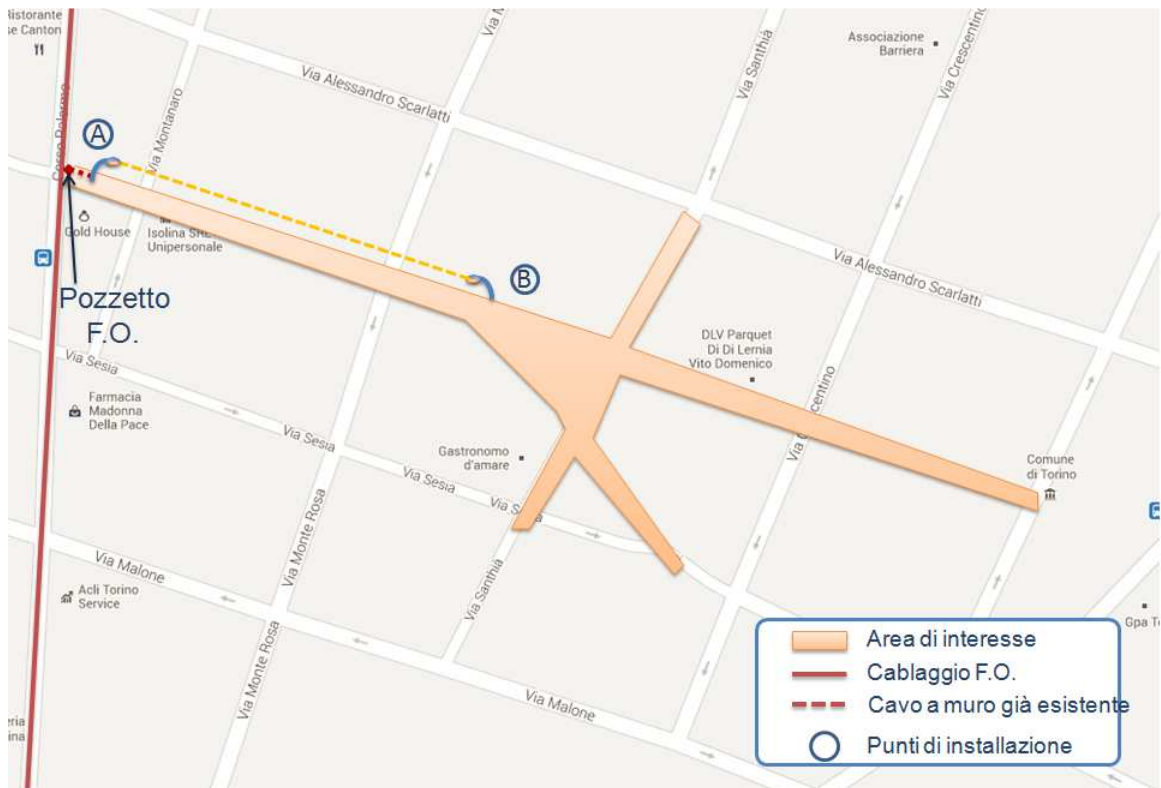 Ristorante
se Canton
Via Montanaro
Via Alessandro Scarlatti
Via Santhià
Associazione
Barriera
Via Crescentino
Corso Palermo
A
Gold House
Isolina
Unipersonale
B
Via Alessandro Scarlatti
Pozzetto
F.O.
DLV Parquet
Di Di Lernia
Vito Domenico
Via Sesia
Farmacia
Madonna
Della Pace
Via Sesia
Gastronomo
d'amare
Via Sesia
Via
Comune
di Torino
Via Monte Rosa
Via Malone
Via Santhià
Acli Torino
Service
Via Monte Rosa
Via Malone
Gpa
Area di interesse
Cablaggio F.O.
Cavo a muro già esistente
Punti di installazione